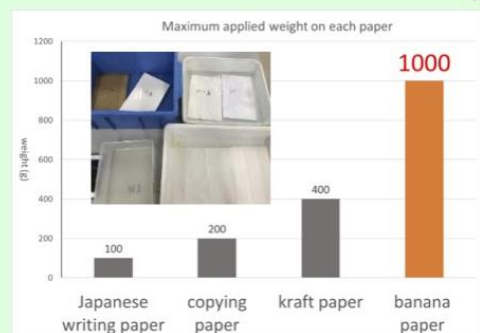 Maximum applied weight on each paper
1200
1000
800
600
400
200
0
weight (g)
100
200
400
1000
Japanese
writing paper
copying
paper
kraft paper
banana
paper